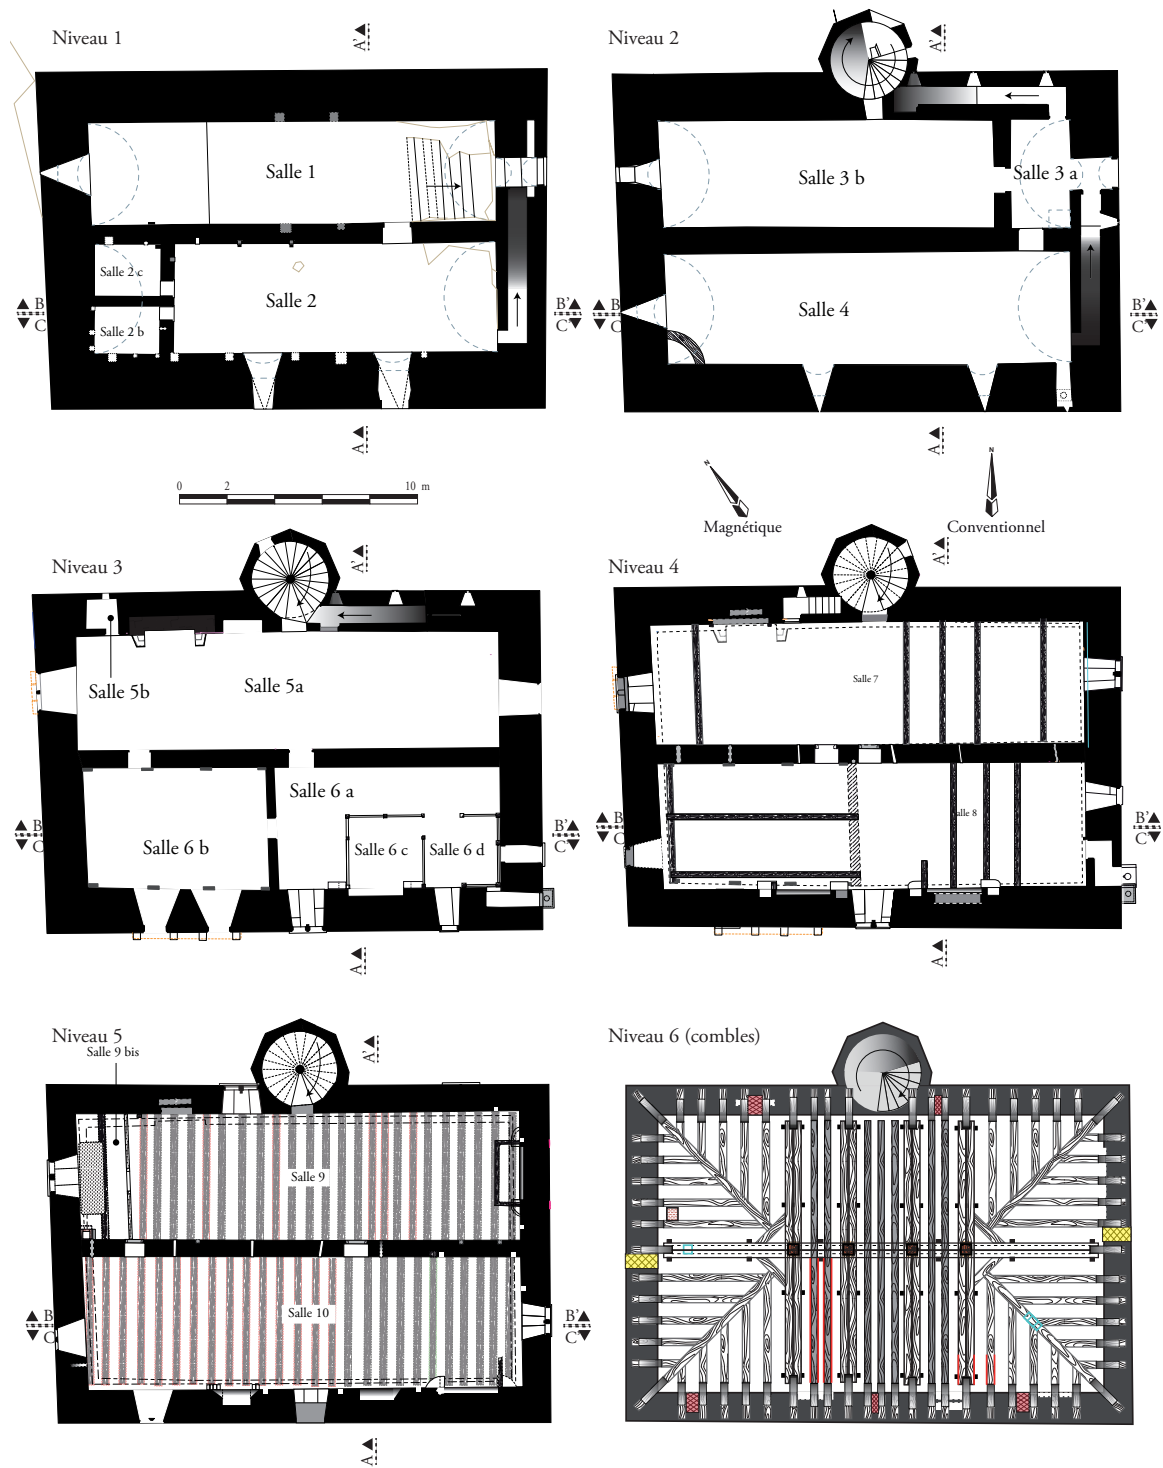 Niveau 1
A'
Niveau 2
A'
Salle 1
Salle 3 b
Salle 3 a
Salle 2 c
Salle 2
Salle 2 b
Salle 4
B
C
B'
C'
B
C
B'
C'
A
A
0 2 10 m
N
Magnétique
N
Conventionnel
Niveau 3
A'
Niveau 4
A'
Salle 5b
Salle 5a
Salle 7
Salle 6 a
Salle 6 b
Salle 6 c
Salle 6 d
Salle 8
B
C
B'
C'
B
C
B'
C'
A
A
Niveau 5
Salle 9 bis
A'
Niveau 6 (combles)
Salle 9
Salle 10
B
C
B'
C'
A